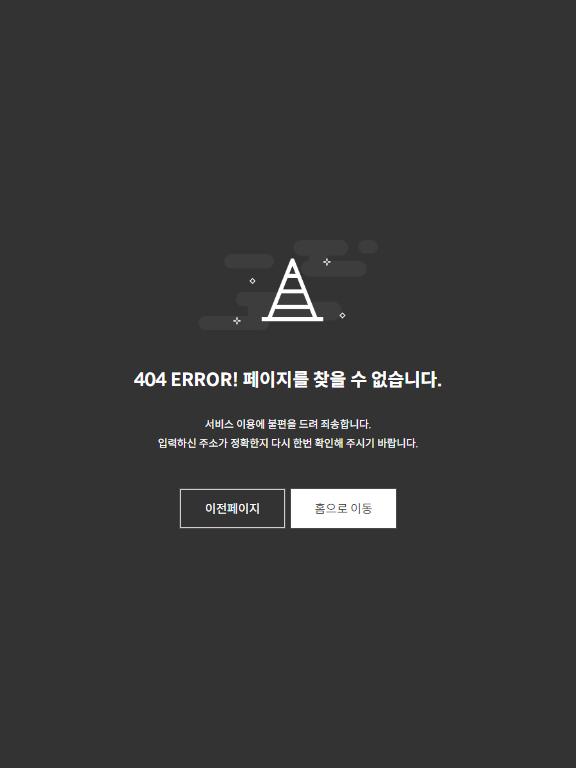 404 ERROR! 페이지를 찾을 수 없습니다.
서비스 이용에 불편을 드려 죄송합니다.
입력하신 주소가 정확한지 다시 한번 확인해 주시기 바랍니다.
이전페이지
홈으로 이동